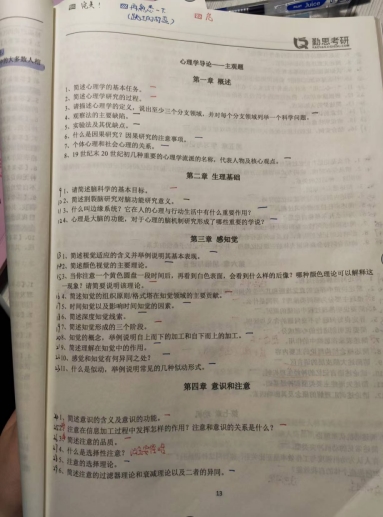 完美!
勤思考研
心理学导论——主观题
第一章 概述
1、简述心理学的基本任务。
2、简述心理学研究的过程。
3、请描述心理学的定义，说出至少三个分支领域，并对每个分支领域列举一个科学问题。
4、观察法的主要缺陷。
5、实验法及其优缺点。
6、什么是因果研究？因果研究的注意事项。
7、个体心理和社会心理的关系。
8、19世纪末20世纪初几种重要的心理学流派的名称，代表人物及核心观点。
第二章 生理基础
1、请简述脑科学的基本目标。
2、简述割裂脑研究对脑功能研究意义。
3、什么叫边缘系统？它在人的心理与行动生活中有什么重要作用？
4、心理是大脑的功能，对于心理的脑机制研究形成了哪些重要的学说？
第三章 感知觉
1、简述视觉适应的含义并举例说明其基本表现。
2、简述颜色视觉的主要理论。
3、当你注意一个黄色圆盘一段时间后，再看到白色表面，会看到什么样的后像？哪种颜色理论可以解释这
一现象？请简要说明该理论。
4、简述知觉的组织原则/格式塔在知觉领域的主要贡献。
5、时间知觉以及影响时间知觉的因素。
6、简述深度知觉线索。
7、简述知觉形成的三个阶段。
8、知觉的概念，举例说明自上而下的加工和自下而上的加工。
9、简述理解在知觉中的作用。
10、感觉和知觉有何异同之处？
11、什么是似动，举例说明常见的几种似动形式。
第四章 意识和注意
1、简述意识的含义及意识的功能。
2、注意在信息加工过程中发挥怎样的作用？注意和意识的关系是什么？
3、简述注意的品质。
4、什么是选择性注意？
5、注意的选择理论。
6、简述注意的过滤器理论和衰减理论以及二者的异同。
13